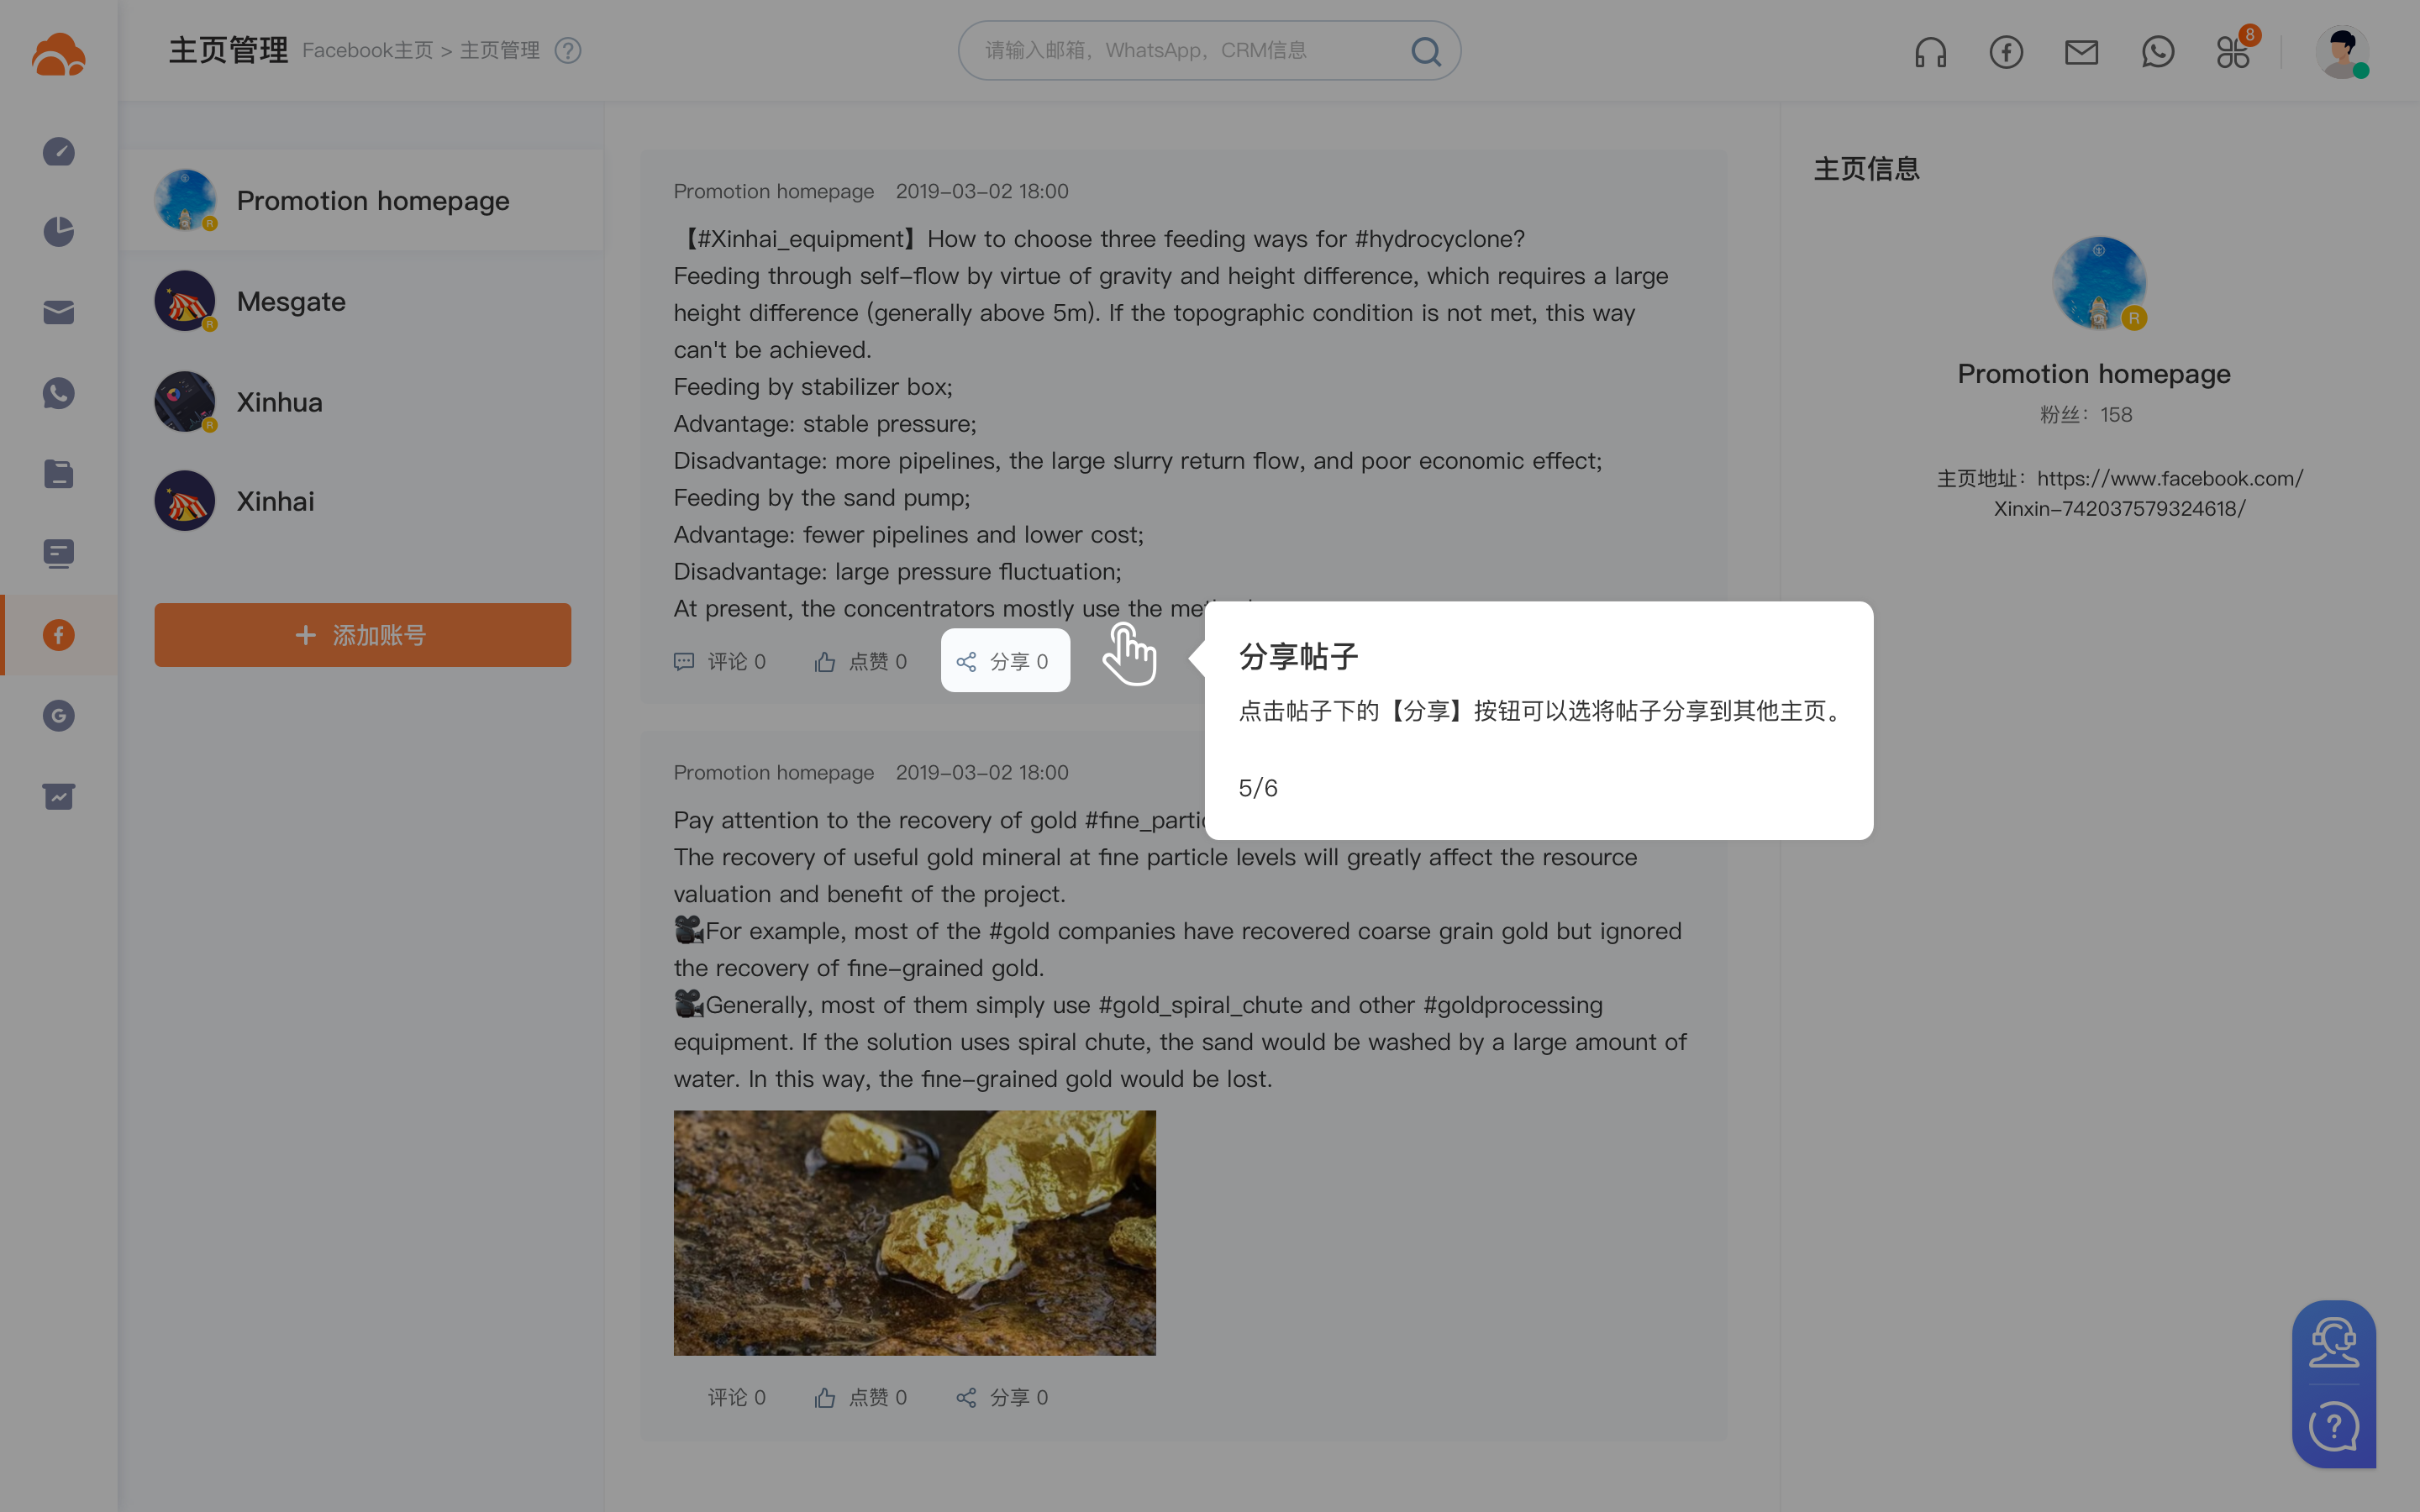 主页管理 Facebook主页 > 主页管理
请输入邮箱，WhatsApp，CRM信息
8
Promotion homepage
Mesgate
Xinhua
Xinhai
添加账号
Promotion homepage 2019-03-02 18:00
【#Xinhai_equipment】How to choose three feeding ways for #hydrocyclone?
Feeding through self-flow by virtue of gravity and height difference, which requires a large
height difference (generally above 5m). If the topographic condition is not met, this way
can't be achieved.
Feeding by stabilizer box;
Advantage: stable pressure;
Disadvantage: more pipelines, the large slurry return flow, and poor economic effect;
Feeding by the sand pump;
Advantage: fewer pipelines and lower cost;
Disadvantage: large pressure fluctuation;
At present, the concentrators mostly use the
评论 0 点赞 0 分享 0
分享帖子
点击帖子下的【分享】按钮可以选将帖子分享到其他主页。
5/6
Promotion homepage 2019-03-02 18:00
Pay attention to the recovery of gold
The recovery of useful gold mineral at fine particle levels will greatly affect the resource
valuation and benefit of the project.
🎥For example, most of the #gold companies have recovered coarse grain gold but ignored
the recovery of fine-grained gold.
🎥Generally, most of them simply use #gold_spiral_chute and other #goldprocessing
equipment. If the solution uses spiral chute, the sand would be washed by a large amount of
water. In this way, the fine-grained gold would be lost.
评论 0 点赞 0 分享 0
主页信息
R
Promotion homepage
粉丝：158
主页地址：https://www.facebook.com/
Xinxin-742037579324618/